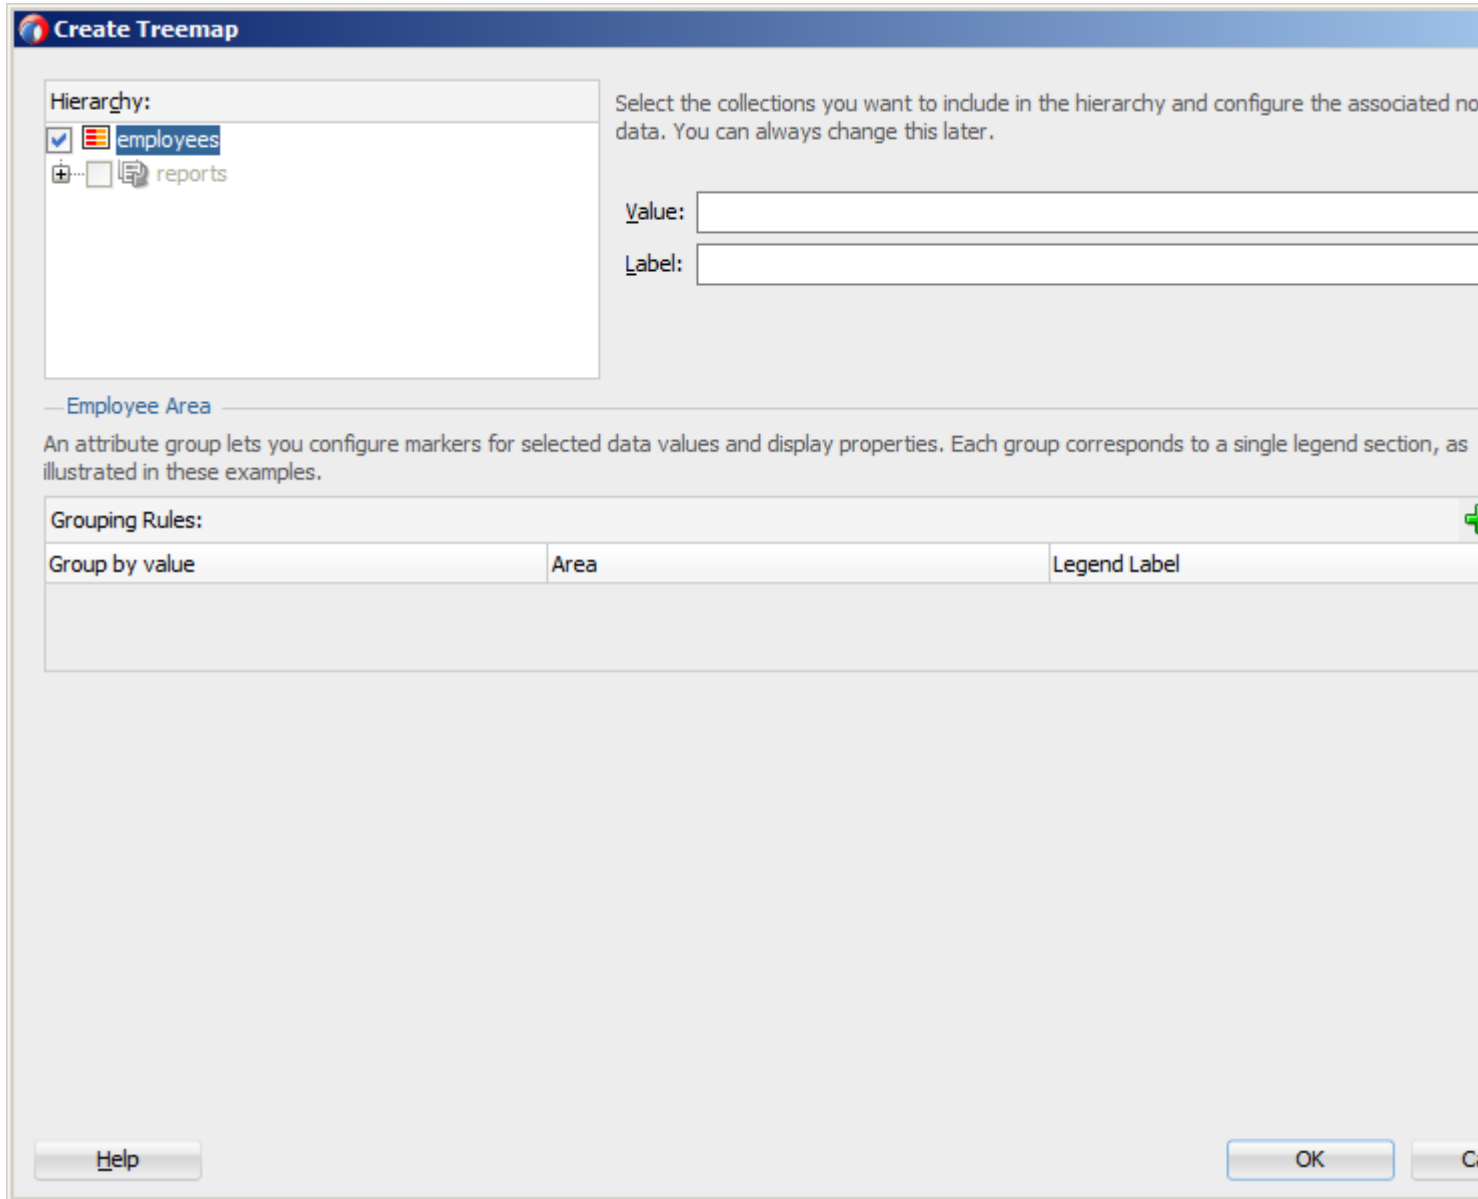 Create Treemap
Hierarchy:
employees
reports
Select the collections you want to include in the hierarchy and configure the associated
data. You can always change this later.
Value:
Label:
Employee Area
An attribute group lets you configure markers for selected data values and display properties. Each group corresponds to a single legend section, as
illustrated in these examples.
Grouping Rules:
Group by value Area Legend Label
Help OK